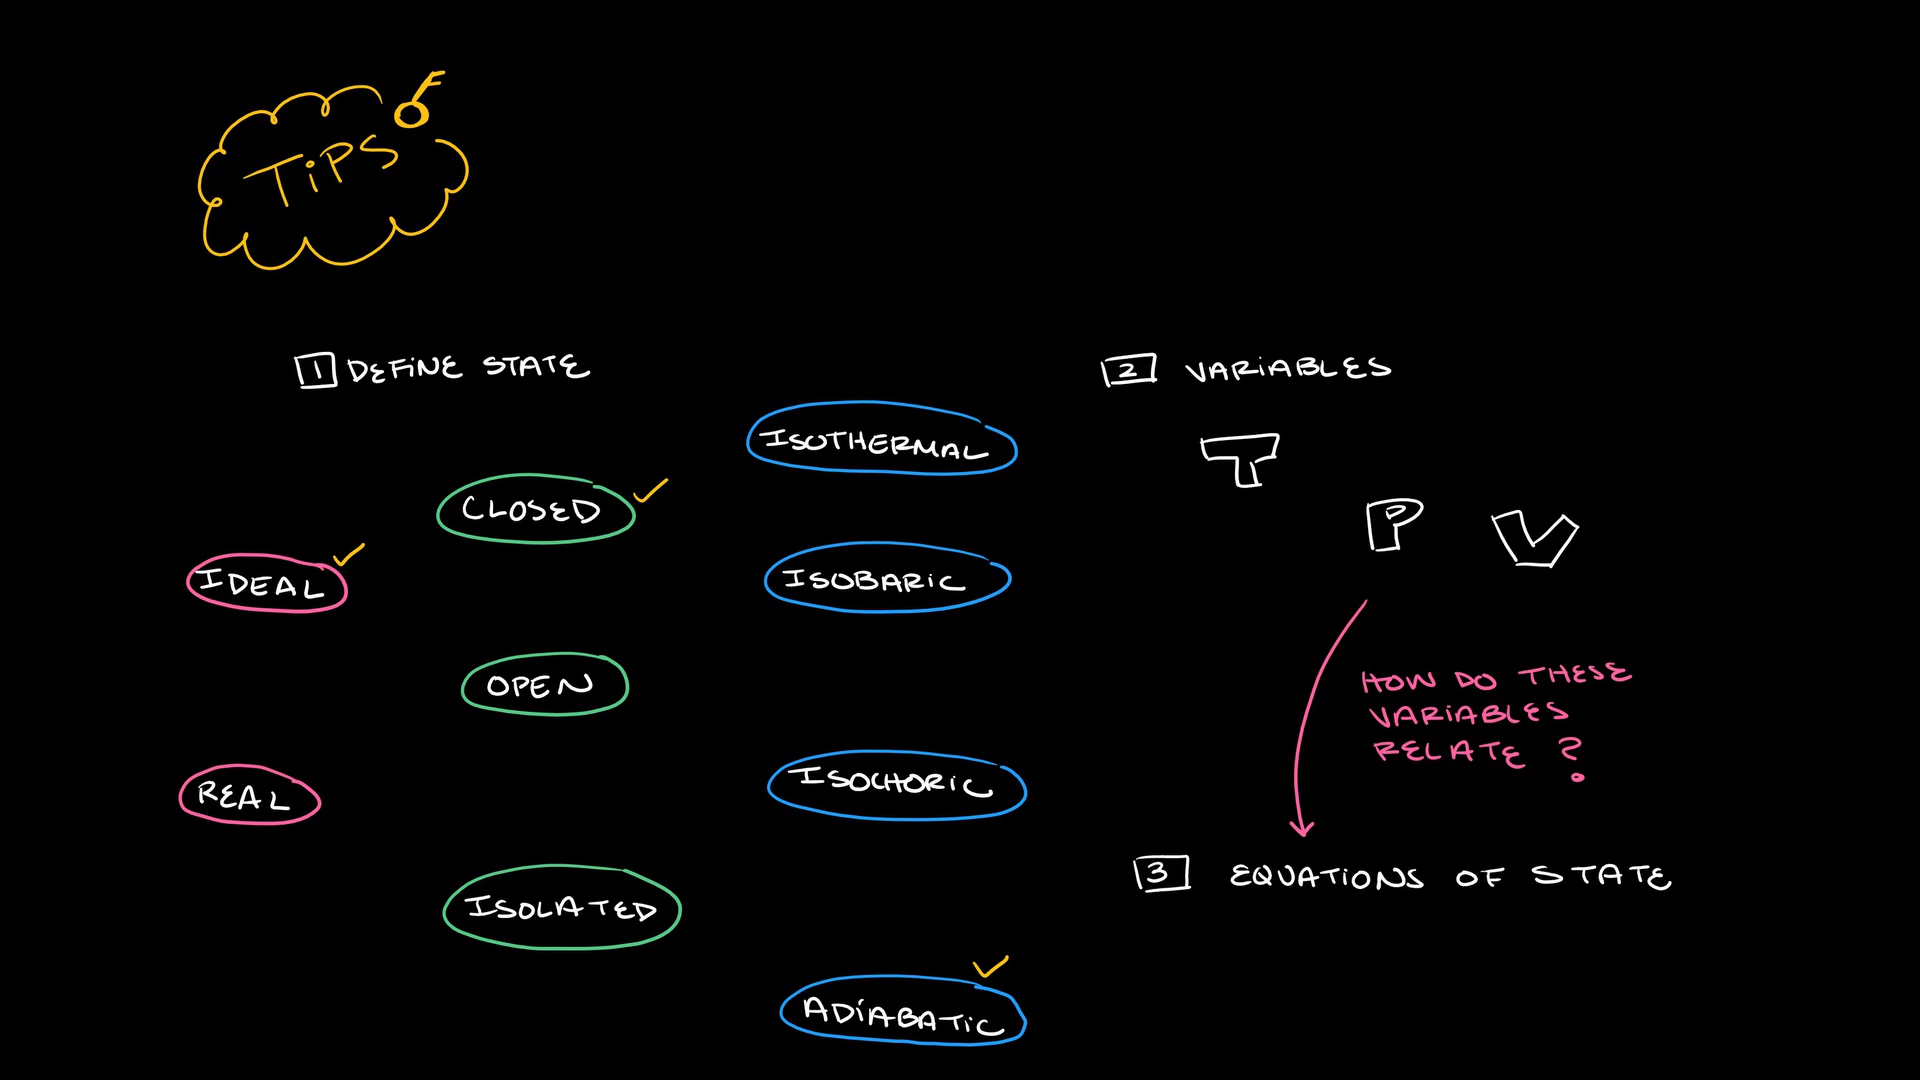 TiPS
1 DEFiNE STATE
ISOTHERMAL
CLOSED
IDEAL
ISOBARiC
OPEN
REAL
ISOCHORiC
ISOLATED
ADiABATiC
2 VARiABLES
T
P V
HOW DO THESE
VARiABLES
RELATE ?
3 EQUATiONS OF STATE